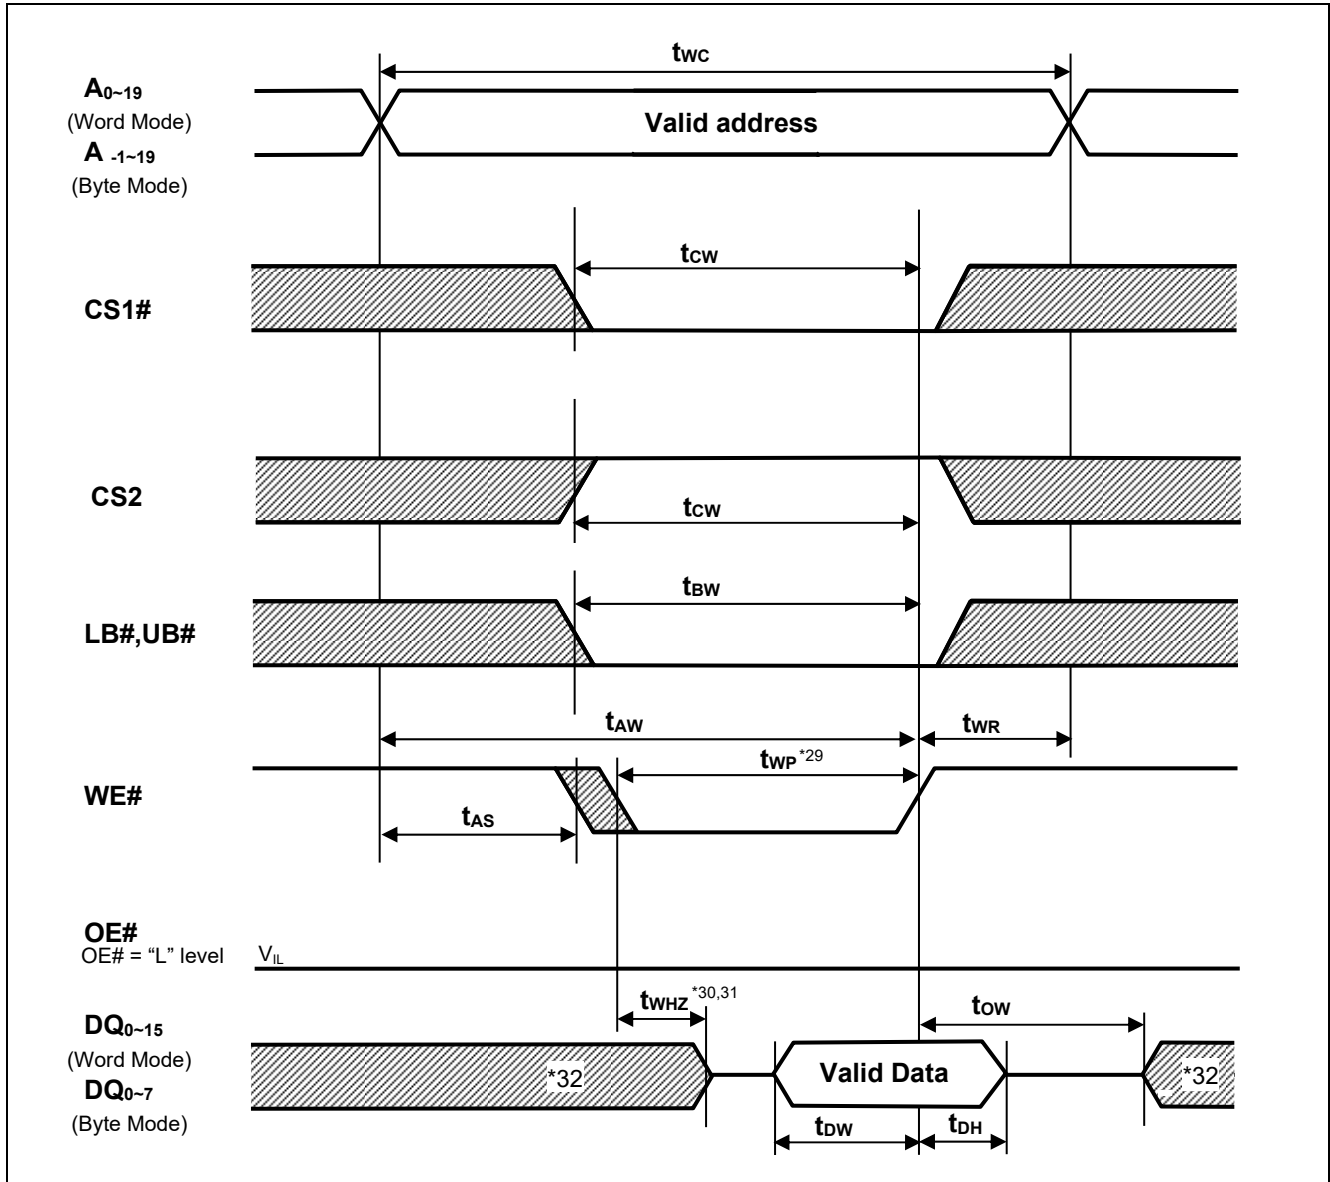 tWC
A0~19
(Word Mode)
A -1~19
(Byte Mode)
Valid address
tCW
CS1#
CS2
tCW
tBW
LB#,UB#
tAW
tWR
tWP *29
WE#
tAS
OE#
OE# = “L” level
VIL
tWHZ *30,31
tOW
DQ0~15
(Word Mode)
DQ0~7
(Byte Mode)
*32
Valid Data
*32
tDW
tDH